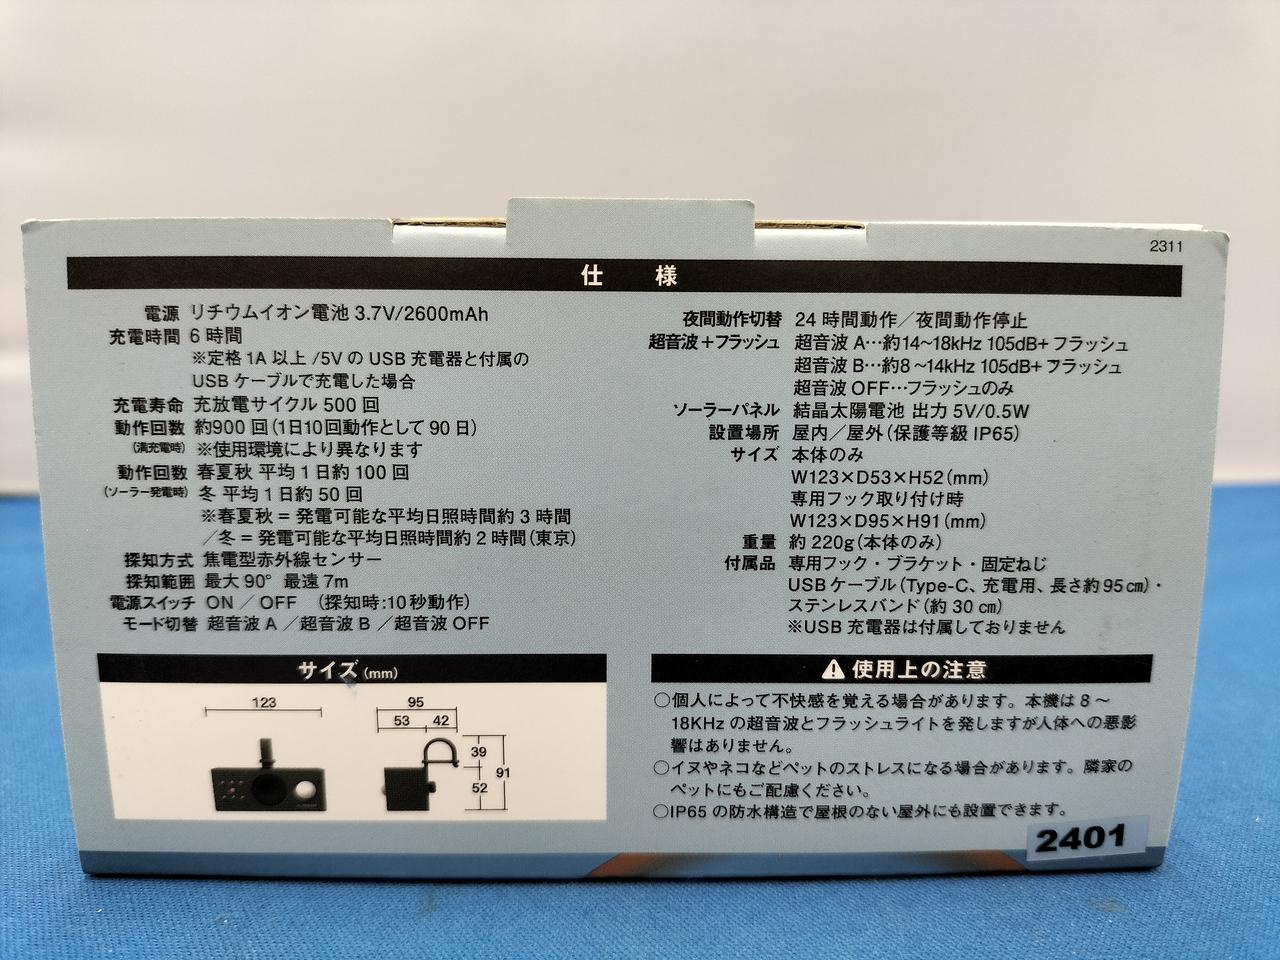 2311
仕 様
電源 リチウムイオン電池 3.7V/2600mAh
充電時間 6 時間
※定格 1A 以上 /5V の USB 充電器と付属の
USB ケーブルで充電した場合
充電寿命 充放電サイクル 500 回
動作回数 約900 回(1日10回動作として 90 日)
(満充電時) ※使用環境により異なります
動作回数 春夏秋 平均 1 日約 100 回
(ソーラー発電時) 冬 平均 1 日約 50 回
※春夏秋 = 発電可能な平均日照時間約 3 時間
/冬 = 発電可能な平均日照時間約 2 時間(東京)
探知方式 焦電型赤外線センサー
探知範囲 最大 90° 最遠 7m
電源スイッチ ON / OFF (探知時:10 秒動作)
モード切替 超音波 A /超音波 B /超音波 OFF
夜間動作切替 24 時間動作/夜間動作停止
超音波+フラッシュ 超音波 A…約14~18kHz 105dB+ フラッシュ
超音波 B…約8 ~14kHz 105dB+ フラッシュ
超音波 OFF…フラッシュのみ
ソーラーパネル 結晶太陽電池 出力 5V/0.5W
設置場所 屋内/屋外(保護等級 IP65)
サイズ 本体のみ
W123×D53×H52(mm)
専用フック取り付け時
W123×D95×H91(mm)
重量 約 220g(本体のみ)
付属品 専用フック・ブラケット・固定ねじ
USB ケーブル(Type-C、充電用、長さ約 95 ㎝)・
ステンレスバンド(約 30 ㎝)
※USB 充電器は付属しておりません
サイズ (mm)
123
95
53 42
39
91
52
⚠ 使用上の注意
○個人によって不快感を覚える場合があります。本機は 8 ~
18KHz の超音波とフラッシュライトを発しますが人体への悪影
響はありません。
○イヌやネコなどペットのストレスになる場合があります。隣家の
ペットにもご配慮ください。
○IP65 の防水構造で屋根のない屋外にも設置できます。
2401